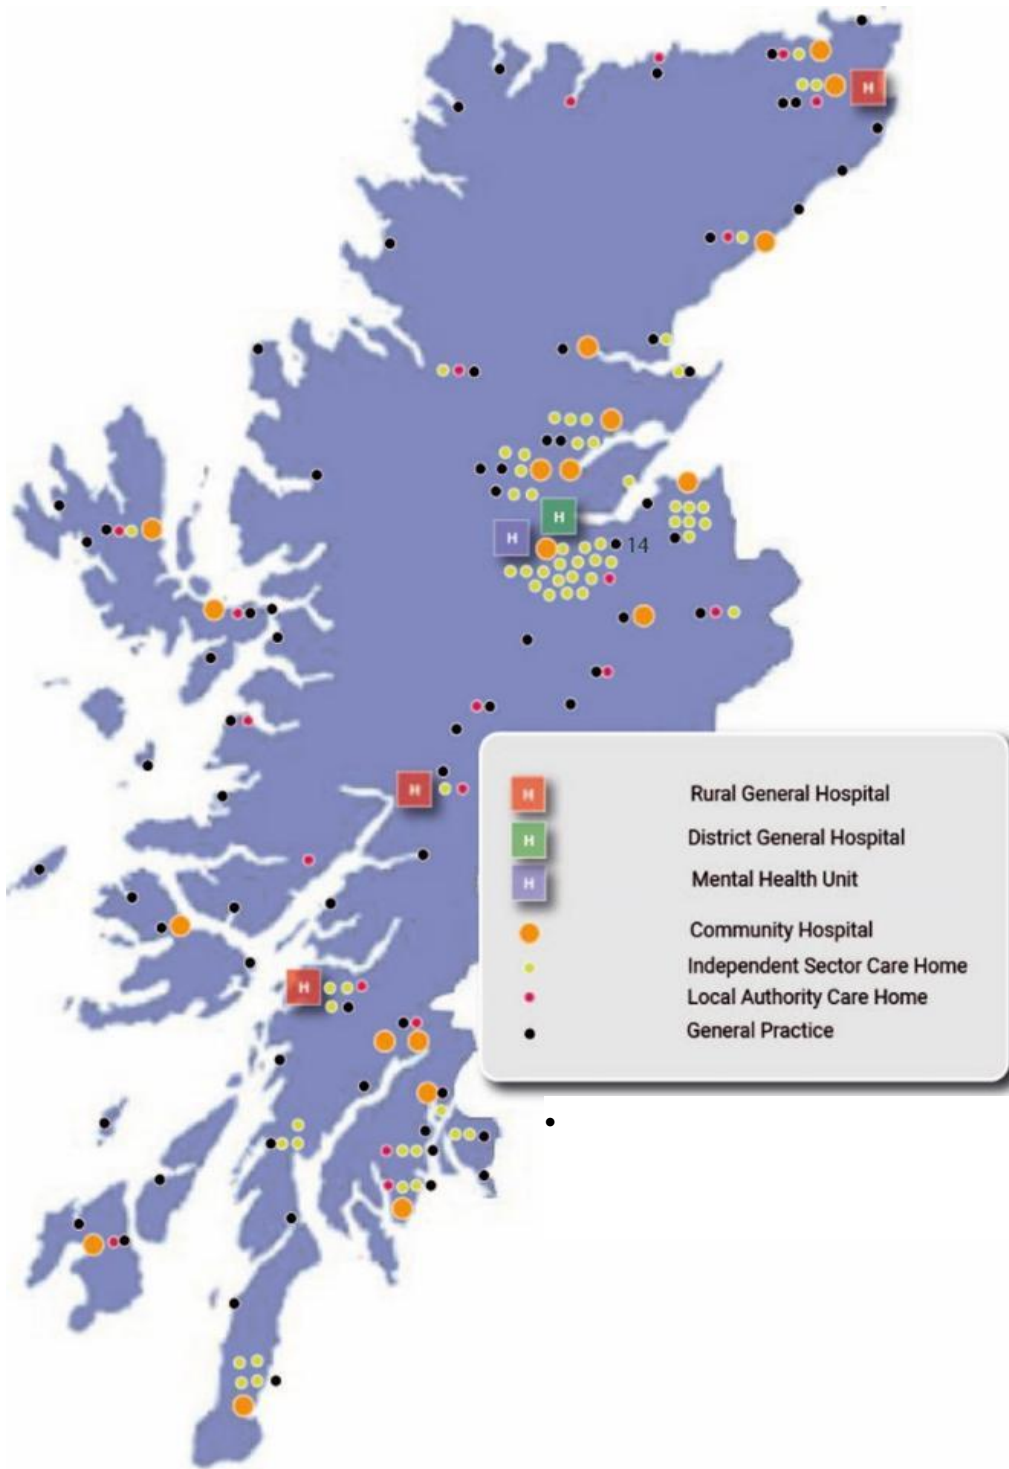 H
H
H
14
H
H Rural General Hospital
H District General Hospital
H Mental Health Unit
Community Hospital
Independent Sector Care Home
Local Authority Care Home
General Practice
H